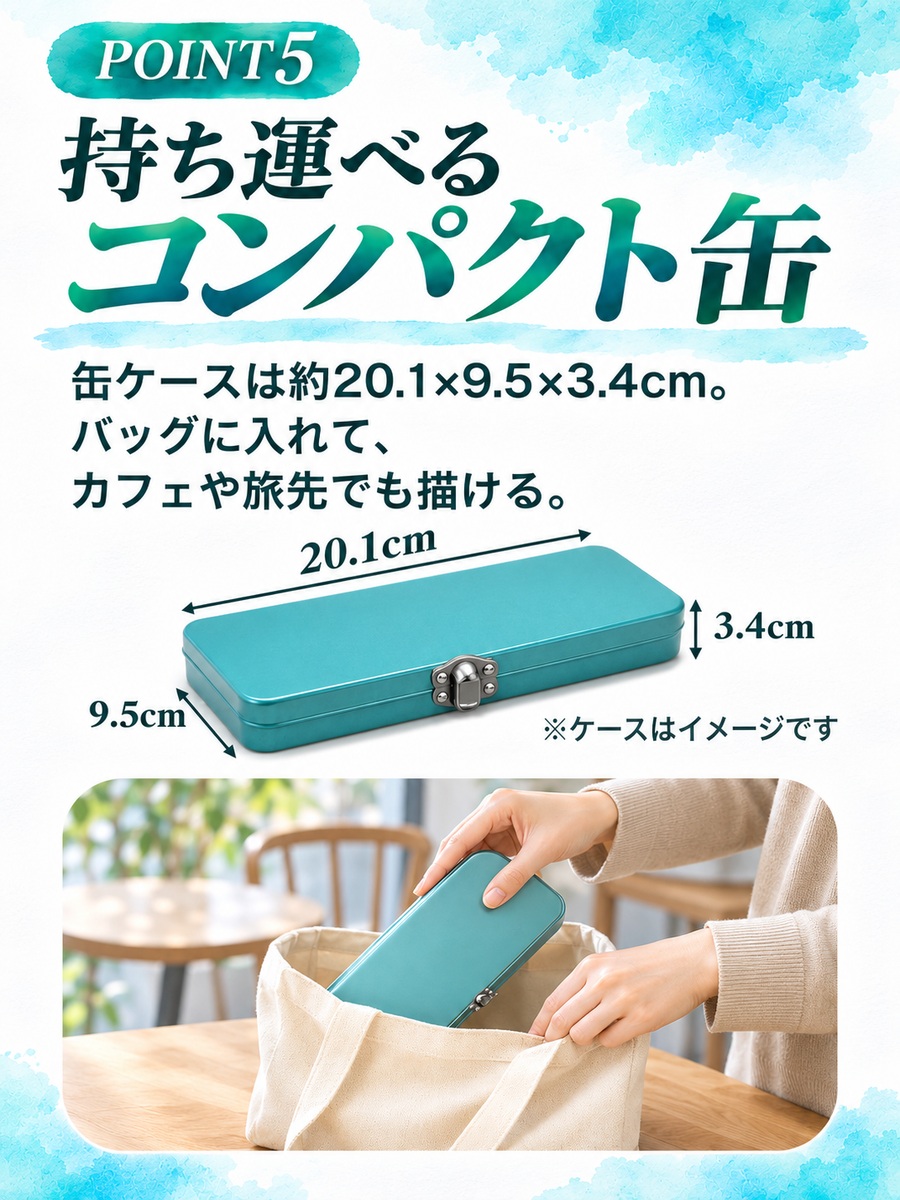 POINT5
持ち運べる
コンパクト缶
缶ケースは約20.1×9.5×3.4cm。
バッグに入れて、
カフェや旅先でも描ける。
20.1cm
3.4cm
9.5cm
※ケースはイメージです